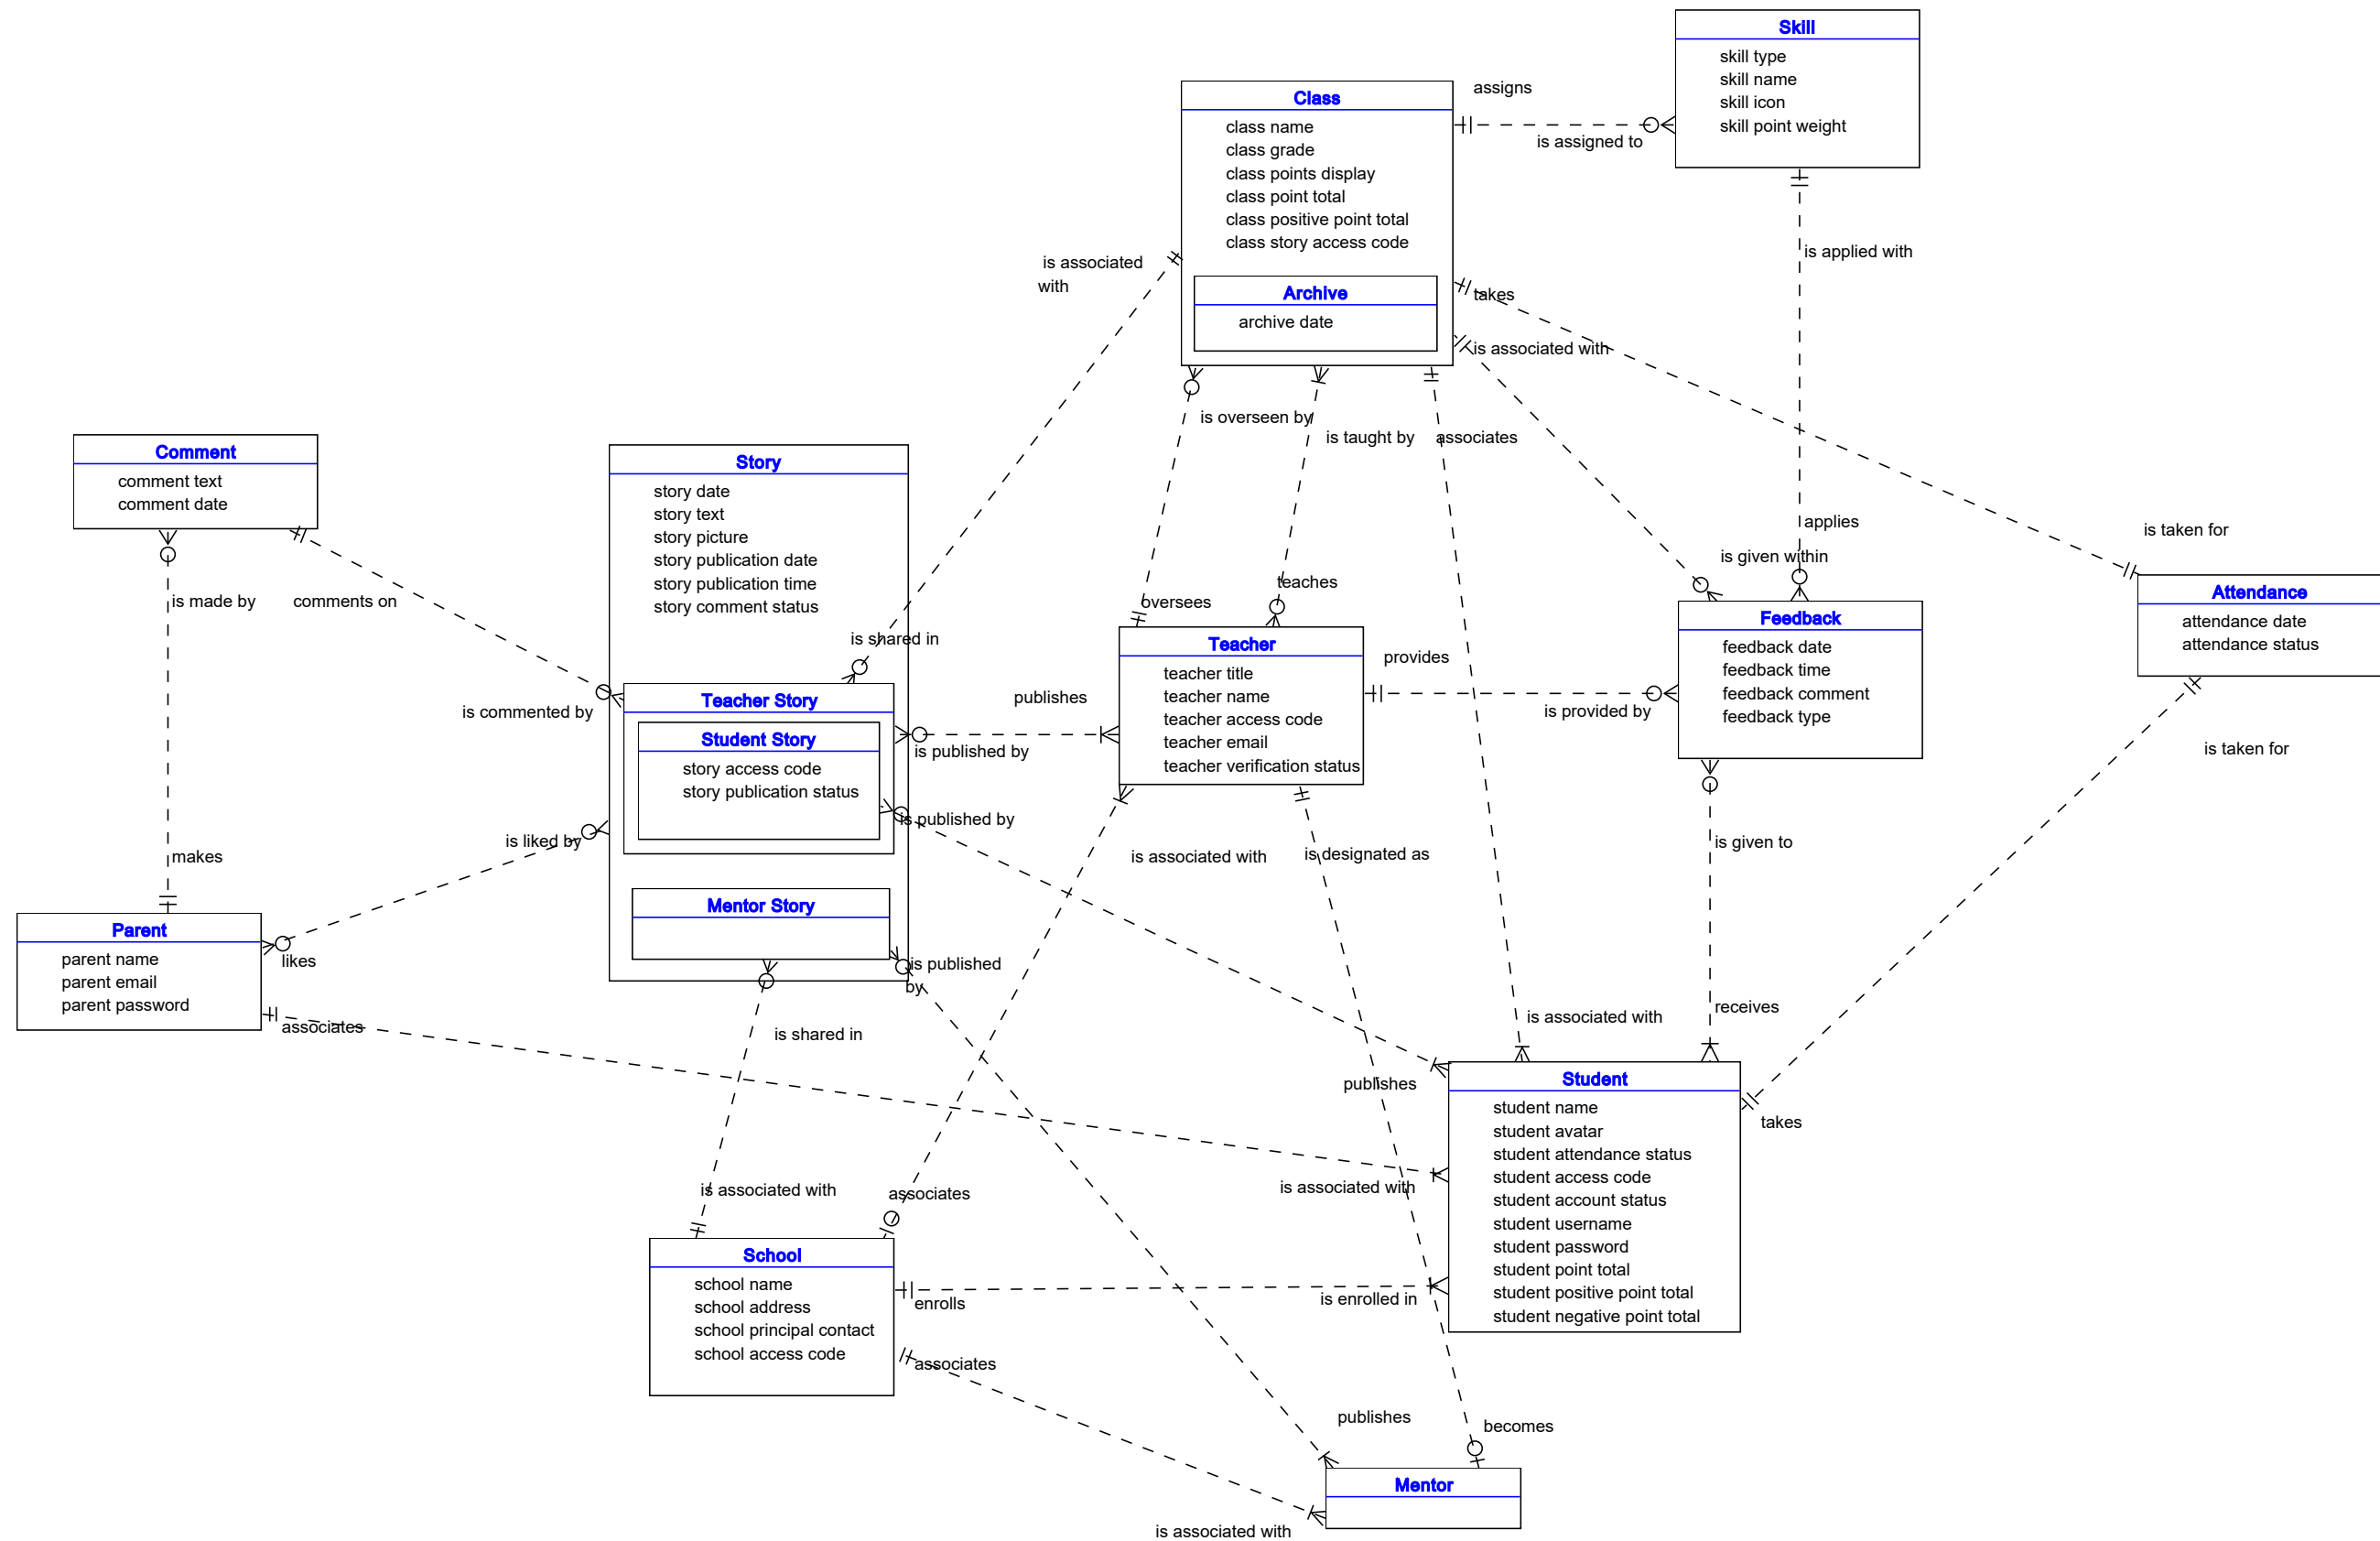 Skill
skill type
skill name
skill icon
skill point weight
assigns
is assigned to
Class
class name
class grade
class points display
class point total
class positive point total
class story access code
Archive
archive date
is associated
with
is applied with
takes
is associated with
is overseen by
is taught by
associates
Comment
comment text
comment date
Story
story date
story text
story picture
story publication date
story publication time
story comment status
applies
is given within
is taken for
Attendance
attendance date
attendance status
is made by
comments on
teaches
oversees
is shared in
Teacher
teacher title
teacher name
teacher access code
teacher email
teacher verification status
provides
is provided by
Feedback
feedback date
feedback time
feedback comment
feedback type
is commented by
Teacher Story
Student Story
story access code
story publication status
publishes
is published by
is published by
is taken for
is liked by
makes
is associated with
is designated as
is given to
Parent
parent name
parent email
parent password
likes
associates
Mentor Story
is published
by
is shared in
receives
is associated with
publishes
Student
student name
student avatar
student attendance status
student access code
student account status
student username
student password
student point total
student positive point total
student negative point total
takes
is associated with
associates
is associated with
School
school name
school address
school principal contact
school access code
enrolls
is enrolled in
associates
publishes
becomes
Mentor
is associated with